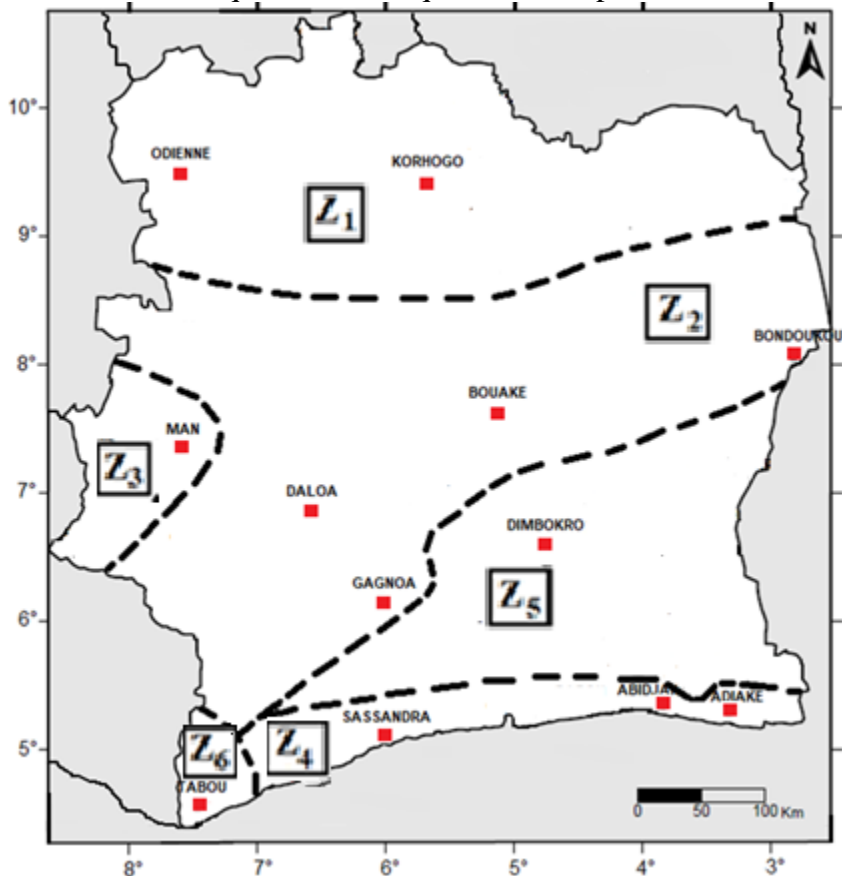 N
10°
ODIENNE
KORHOGO
Z1
9°
Z2
BONDOUKOU
8°
BOUAKE
MAN
Z3
7°
DALOA
DIMBOKRO
GAGNOA
Z5
6°
ABIDJAN
ADIAKE
SASSANDRA
5°
Z6
Z4
TABOU
0 50 100 Km
8° 7° 6° 5° 4° 3°